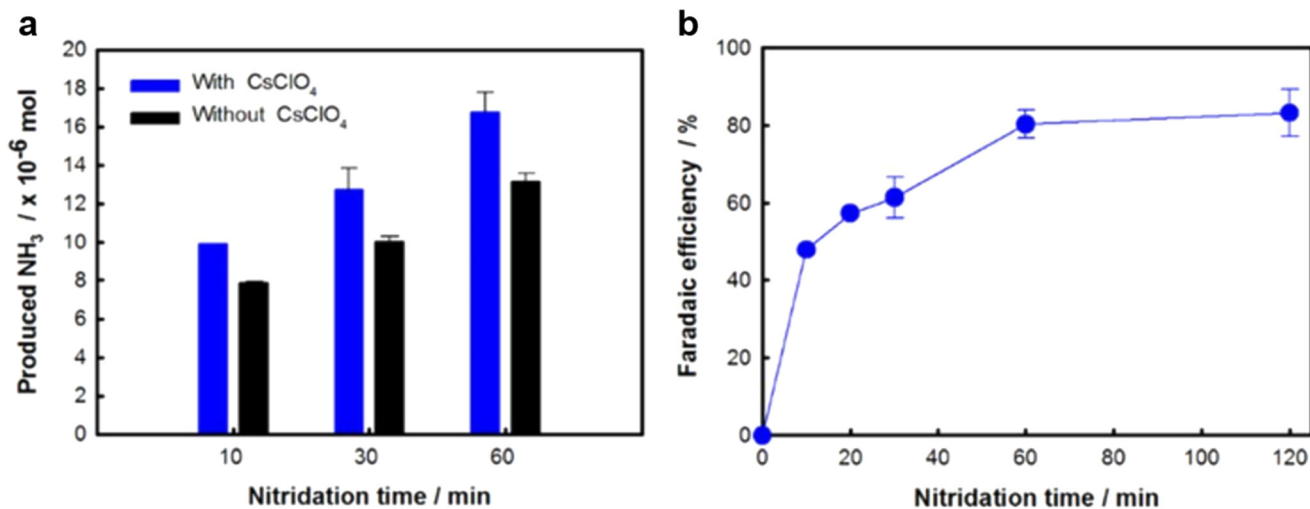 a
20
18
16
14
12
10
8
6
4
2
0
Produced NH₃ / x 10⁻⁶ mol
With CsClO₄
Without CsClO₄
10 30 60
Nitridation time / min
b
100
80
60
40
20
0
Faradaic efficiency / %
0 20 40 60 80 100 120
Nitridation time / min